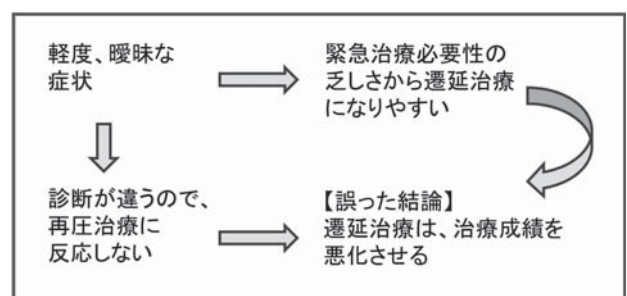 軽度、曖昧な
症状
緊急治療必要性の
乏しさから遷延治療
になりやすい
診断が違うので、
再圧治療に
反応しない
【誤った結論】
遷延治療は、治療成績を
悪化させる